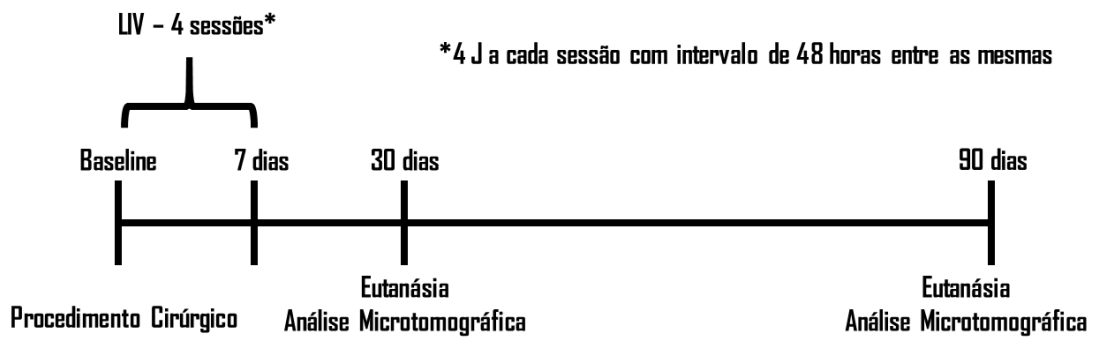 LIV – 4 sessões*
*4 J a cada sessão com intervalo de 48 horas entre as mesmas
Baseline
7 dias
30 dias
90 dias
Procedimento Cirúrgico
Eutanásia
Análise Microtomográfica
Eutanásia
Análise Microtomográfica